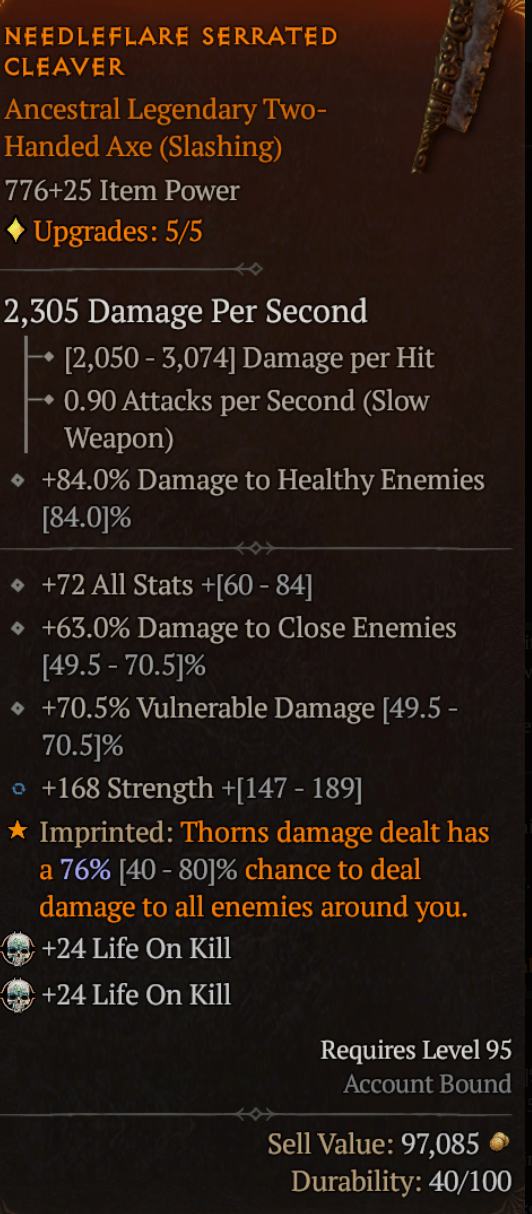 NEEDLEFLARE SERRATED
CLEAVER
Ancestral Legendary Two-
Handed Axe (Slashing)
776+25 Item Power
Upgrades: 5/5
2,305 Damage Per Second
[2,050 - 3,074] Damage per Hit
0.90 Attacks per Second (Slow
Weapon)
+84.0% Damage to Healthy Enemies
[84.0]%
+72 All Stats +[60 - 84]
+63.0% Damage to Close Enemies
[49.5 - 70.5]%
+70.5% Vulnerable Damage [49.5 -
70.5]%
+168 Strength +[147 - 189]
Imprinted: Thorns damage dealt has
a 76% [40 - 80]% chance to deal
damage to all enemies around you.
+24 Life On Kill
+24 Life On Kill
Requires Level 95
Account Bound
Sell Value: 97,085
Durability: 40/100